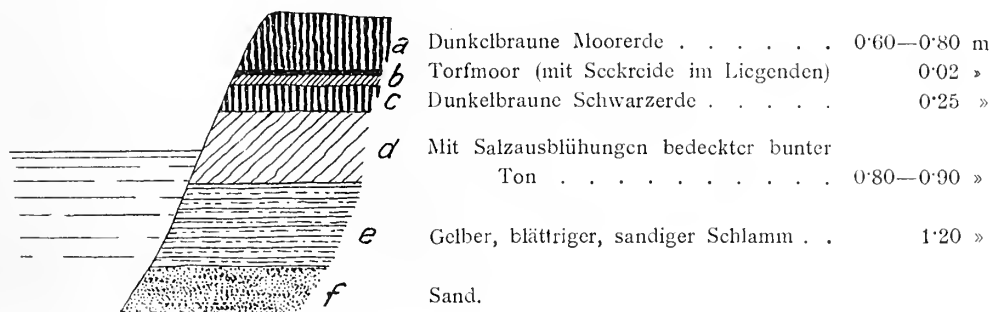 a Dunkelbraune Moorerde . . . . . . 0·60—0·80 m
b Torfmoor (mit Seekreide im Liegenden) 0·02 »
c Dunkelbraune Schwarzerde . . . . . 0·25 »
d Mit Salzausblühungen bedeckter bunter
Ton . . . . . . . . . . 0·80—0·90 »
e Gelber, blättriger, sandiger Schlamm . . 1·20 »
f Sand.